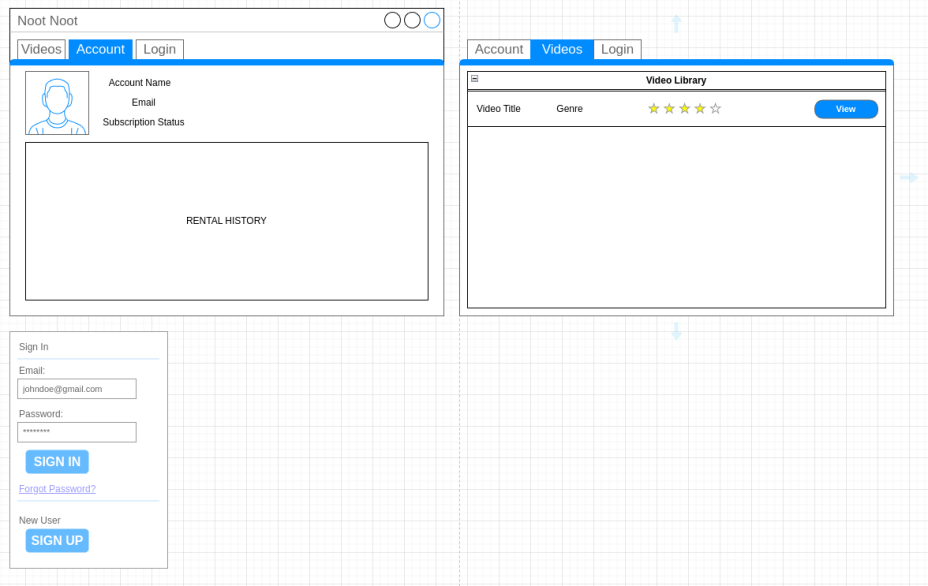 Noot Noot
Videos Account Login
Account Name
Email
Subscription Status
RENTAL HISTORY
Account Videos Login
Video Library
Video Title Genre View
Sign In
Email:
johndoe@gmail.com
Password:
********
SIGN IN
Forgot Password?
New User
SIGN UP